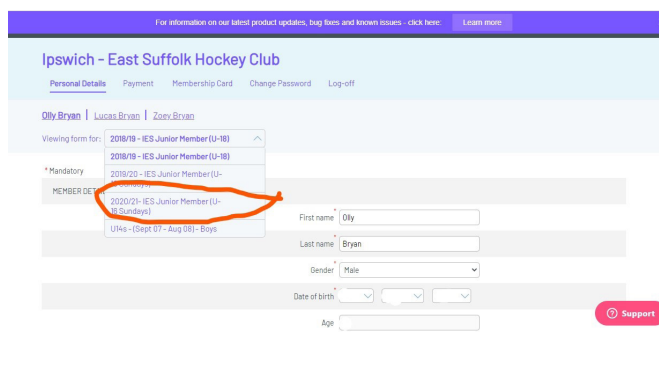 For information on our latest product updates, bug fixes and known issues - click here: Learn more
Ipswich - East Suffolk Hockey Club
Personal Details Payment Membership Card Change Password Log-off
Olly Bryan | Lucas Bryan | Zoey Bryan
Viewing form for: 2018/19 - IES Junior Member (U-18)
2018/19 - IES Junior Member (U-18)
* Mandatory
2019/20 - IES Junior Member (U-
Sundays)
MEMBER DET
2020/21- IES Junior Member (U-
18 Sundays)
U14s - (Sept 07 - Aug 08) - Boys
First name * Olly
Last name * Bryan
Gender * Male
Date of birth *
Age
Support